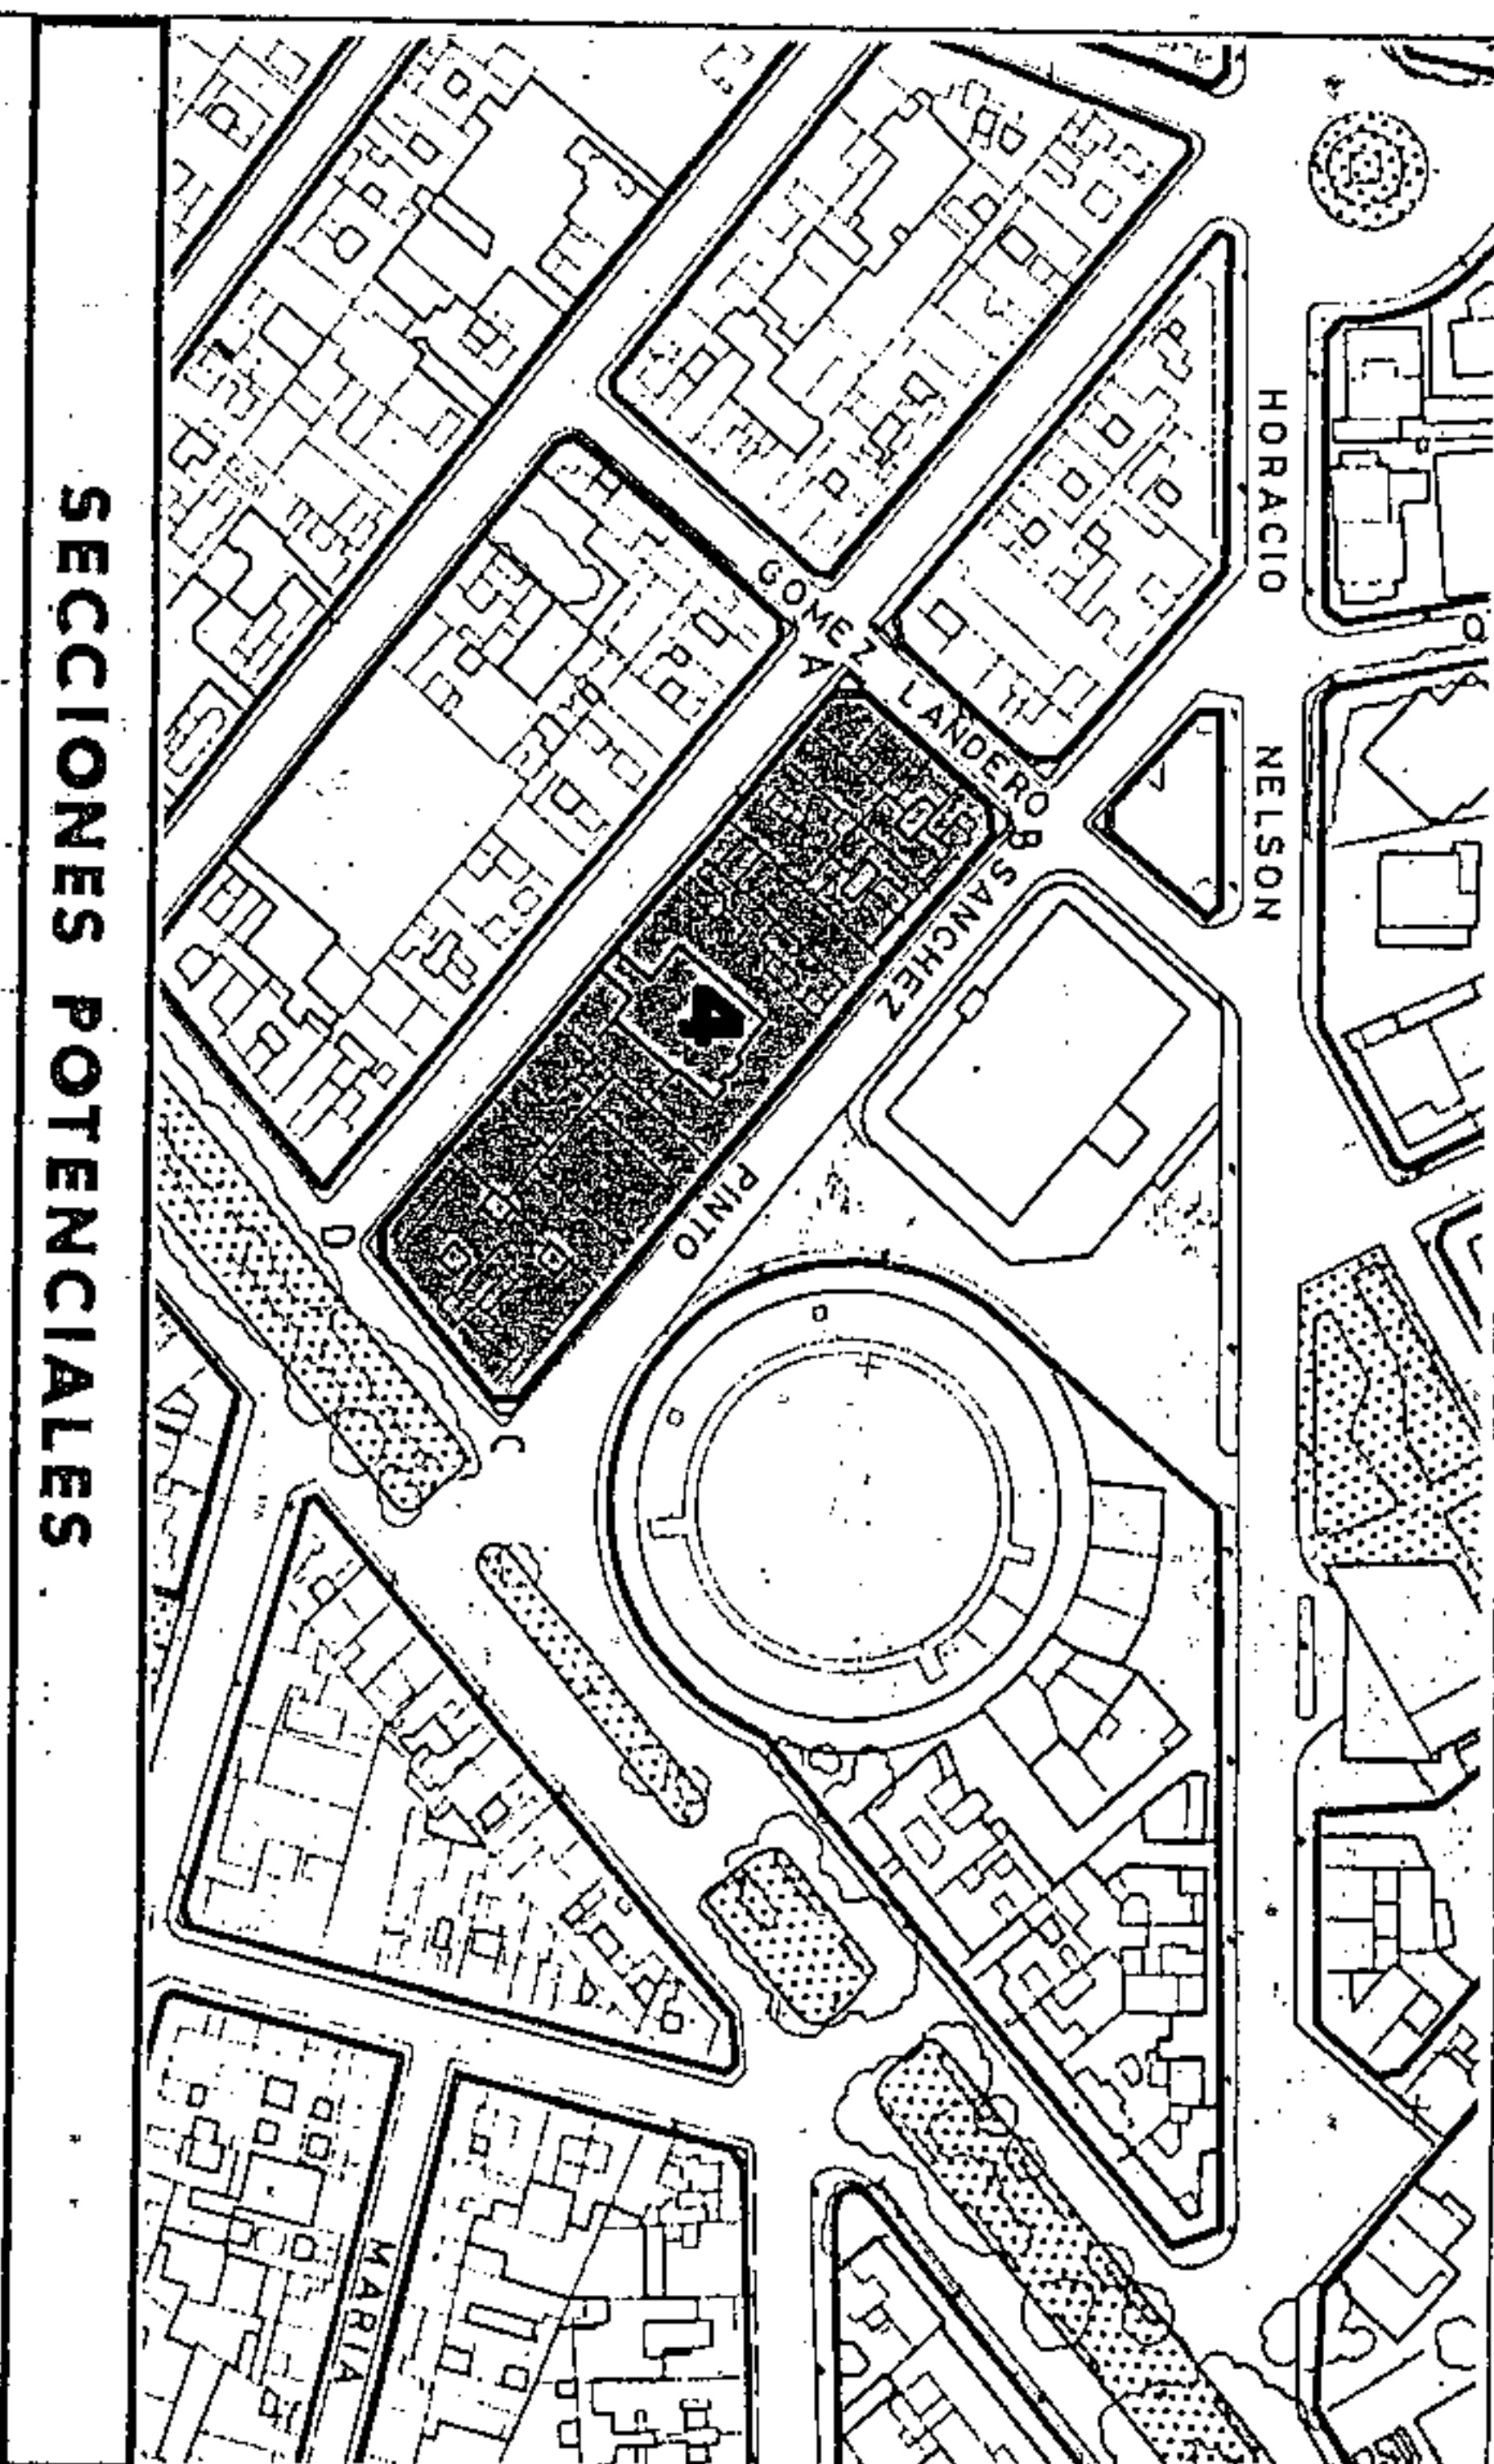 HORACIO NELSON
GOMEZ LANDERO
A
B
SANCHEZ PINTO
4
D
C
MARIA
SECCIONES POTENCIALES